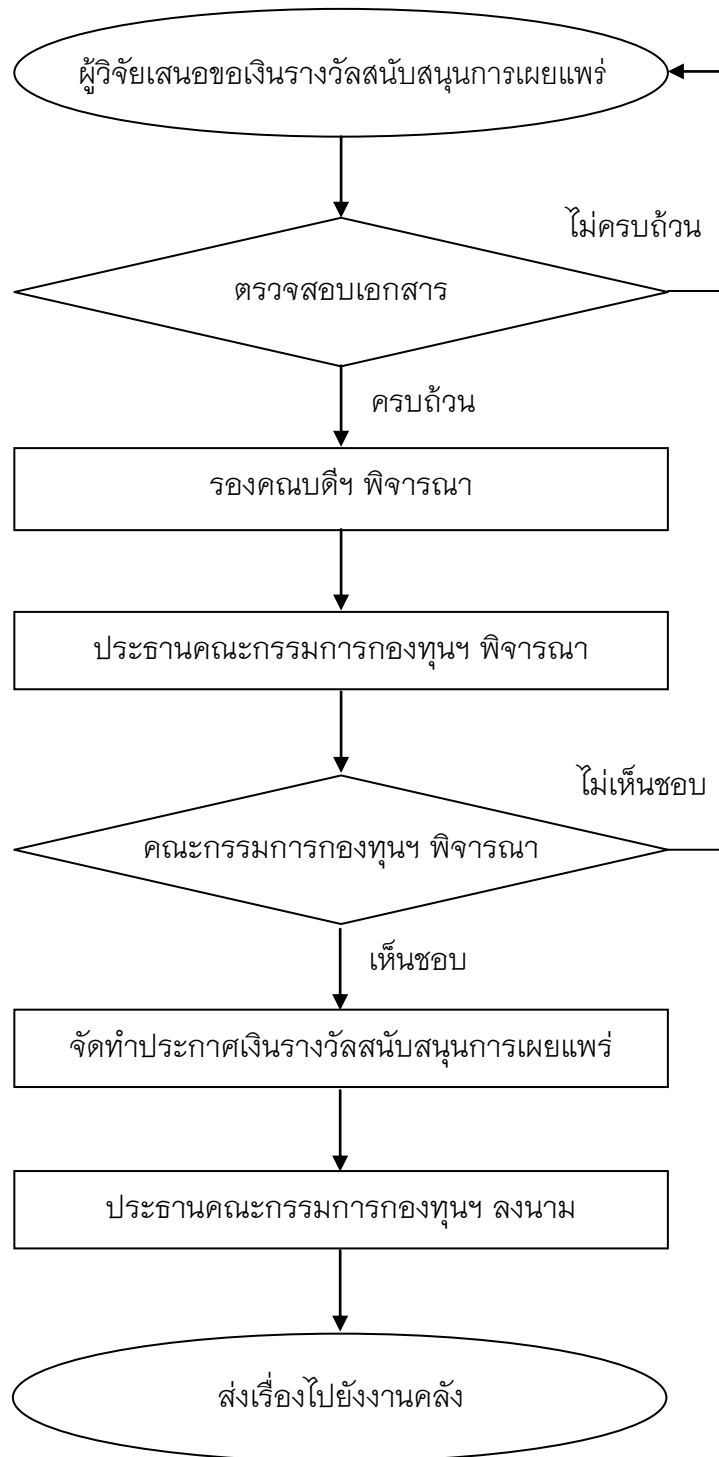 ผู้วิจัยเสนอขอเงินรางวัลสนับสนุนการเผยแพร่
ไม่ครบถ้วน
ตรวจสอบเอกสาร
ครบถ้วน
รองคณบดีฯ พิจารณา
ประธานคณะกรรมการกองทุนฯ พิจารณา
ไม่เห็นชอบ
คณะกรรมการกองทุนฯ พิจารณา
เห็นชอบ
จัดทำประกาศเงินรางวัลสนับสนุนการเผยแพร่
ประธานคณะกรรมการกองทุนฯ ลงนาม
ส่งเรื่องไปยังงานคลัง